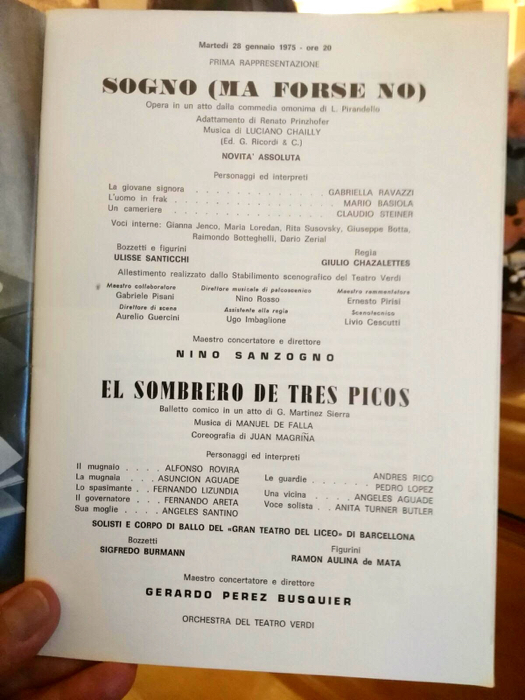 Martedì 28 gennaio 1975 - ore 20
PRIMA RAPPRESENTAZIONE
SOGNO (MA FORSE NO)
Opera in un atto dalla commedia omonima di L. Pirandello
Adattamento di Renato Prinzhofer
Musica di LUCIANO CHAILLY
(Ed. G. Ricordi & C.)
NOVITA' ASSOLUTA
Personaggi ed interpreti
La giovane signora . . . . . . . . . . . GABRIELLA RAVAZZI
L'uomo in frak . . . . . . . . . . . . . MARIO BASIOLA
Un cameriere . . . . . . . . . . . . . CLAUDIO STEINER
Voci interne: Gianna Jenco, Maria Loredan, Rita Susovsky, Giuseppe Botta,
Raimondo Botteghelli, Dario Zerial
Bozzetti e figurini
ULISSE SANTICCHI
Regia
GIULIO CHAZALETTES
Allestimento realizzato dallo Stabilimento scenografico del Teatro Verdi
Maestro collaboratore
Gabriele Pisani
Direttore musicale di palcoscenico
Nino Rosso
Maestro rammentatore
Ernesto Pirisi
Direttore di scena
Aurelio Guercini
Assistente alla regia
Ugo Imbaglione
Scenotecnico
Livio Cescutti
Maestro concertatore e direttore
NINO SANZOGNO
EL SOMBRERO DE TRES PICOS
Balletto comico in un atto di G. Martinez Sierra
Musica di MANUEL DE FALLA
Coreografia di JUAN MAGRIÑA
Personaggi ed interpreti
Il mugnaio . . . . ALFONSO ROVIRA
La mugnaia . . . ASUNCION AGUADE
Lo spasimante . . FERNANDO LIZUNDIA
Il governatore . . . FERNANDO ARETA
Sua moglie . . . . ANGELES SANTINO
Le guardie . . . . . . ANDRES RICO
PEDRO LOPEZ
Una vicina . . . . ANGELES AGUADE
Voce solista . . ANITA TURNER BUTLER
SOLISTI E CORPO DI BALLO DEL «GRAN TEATRO DEL LICEO» DI BARCELLONA
Bozzetti
SIGFREDO BURMANN
Figurini
RAMON AULINA de MATA
Maestro concertatore e direttore
GERARDO PEREZ BUSQUIER
ORCHESTRA DEL TEATRO VERDI